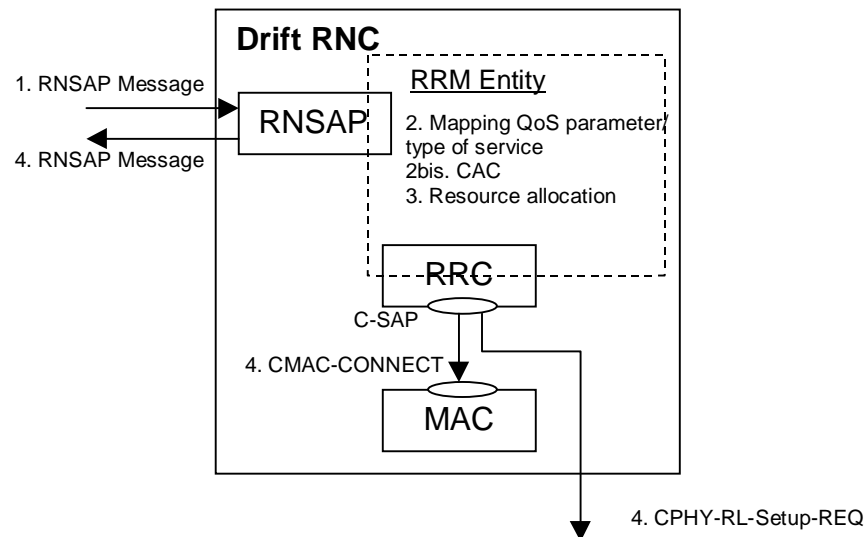 Drift RNC
1. RNSAP Message
RRM Entity
RNSAP
2. Mapping QoS parameter/
type of service
2bis. CAC
3. Resource allocation
4. RNSAP Message
RRC
C-SAP
4. CMAC-CONNECT
MAC
4. CPHY-RL-Setup-REQ